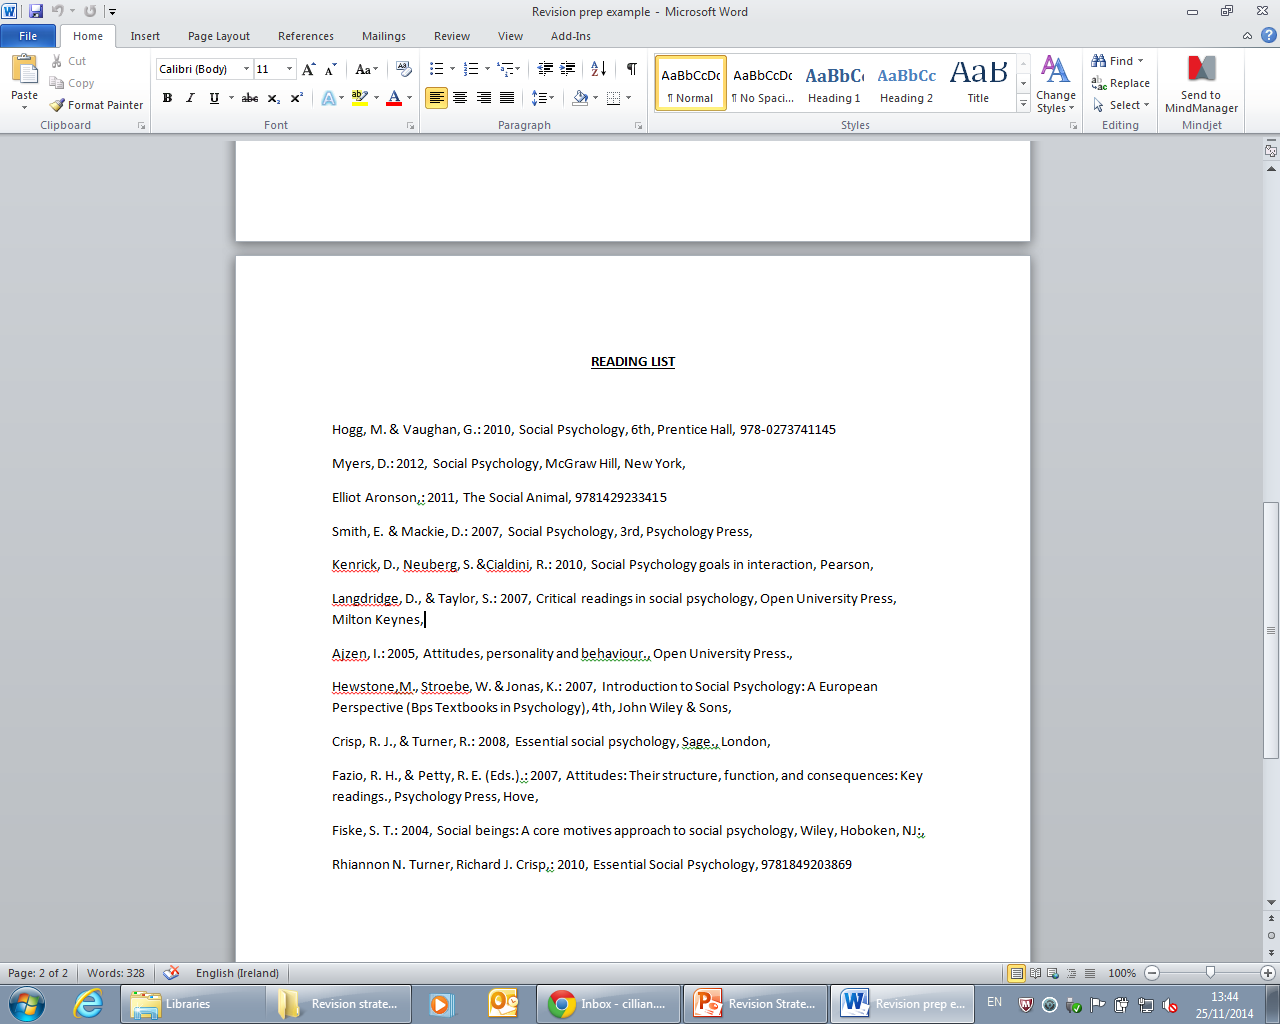 Revision prep example - Microsoft Word
File Home Insert Page Layout References Mailings Review View Add-Ins
Cut
Copy
Format Painter
Paste
Clipboard
Calibri (Body) 11
Font
Paragraph
AaBbCcDc AaBbCcDc AaBbCc AaBbCc AaB
¶ Normal ¶ No Spaci... Heading 1 Heading 2 Title
Change Styles
Styles
Find
Replace
Select
Editing
Send to MindManager
Mindjet
READING LIST
Hogg, M. & Vaughan, G.: 2010, Social Psychology, 6th, Prentice Hall, 978-0273741145
Myers, D.: 2012, Social Psychology, McGraw Hill, New York,
Elliot Aronson,: 2011, The Social Animal, 9781429233415
Smith, E. & Mackie, D.: 2007, Social Psychology, 3rd, Psychology Press,
Kenrick, D., Neuberg, S. &Cialdini, R.: 2010, Social Psychology goals in interaction, Pearson,
Langdridge, D., & Taylor, S.: 2007, Critical readings in social psychology, Open University Press,
Milton Keynes,
Ajzen, I.: 2005, Attitudes, personality and behaviour., Open University Press.,
Hewstone,M., Stroebe, W. & Jonas, K.: 2007, Introduction to Social Psychology: A European
Perspective (Bps Textbooks in Psychology), 4th, John Wiley & Sons,
Crisp, R. J., & Turner, R.: 2008, Essential social psychology, Sage., London,
Fazio, R. H., & Petty, R. E. (Eds.).: 2007, Attitudes: Their structure, function, and consequences: Key
readings., Psychology Press, Hove,
Fiske, S. T.: 2004, Social beings: A core motives approach to social psychology, Wiley, Hoboken, NJ:,
Rhiannon N. Turner, Richard J. Crisp,: 2010, Essential Social Psychology, 9781849203869
Page: 2 of 2 Words: 328 English (Ireland) 100%
Libraries Revision strate... Inbox - cillian.... Revision Strate... Revision prep e... EN 13:44
25/11/2014